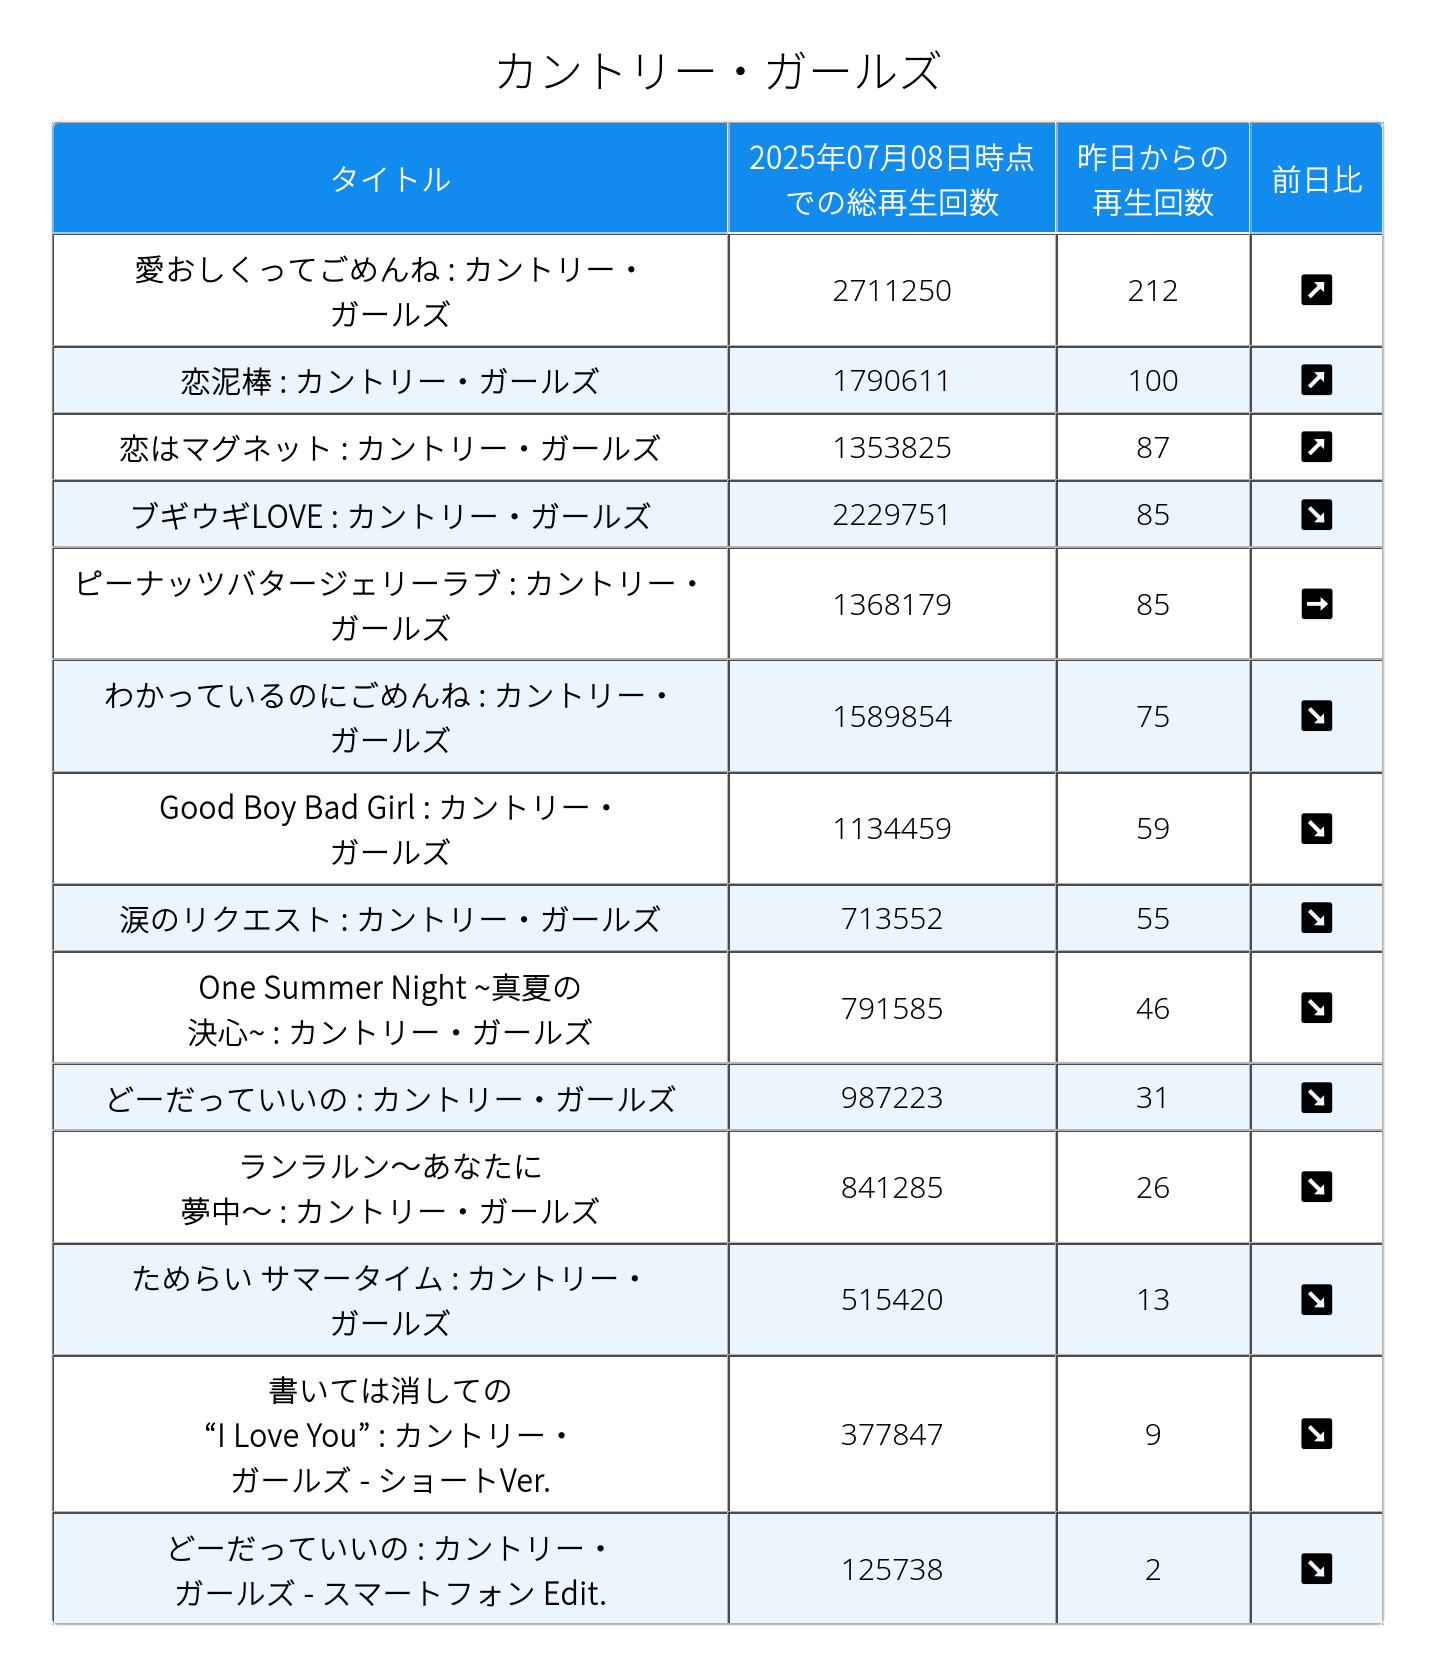 カントリー・ガールズ
タイトル
2025年07月08日時点
での総再生回数
昨日からの
再生回数
前日比
愛おしくってごめんね : カントリー・
ガールズ
2711250
212
恋泥棒 : カントリー・ガールズ
1790611
100
恋はマグネット : カントリー・ガールズ
1353825
87
ブギウギLOVE : カントリー・ガールズ
2229751
85
ピーナッツバタージェリーラブ : カントリー・
ガールズ
1368179
85
わかっているのにごめんね : カントリー・
ガールズ
1589854
75
Good Boy Bad Girl : カントリー・
ガールズ
1134459
59
涙のリクエスト : カントリー・ガールズ
713552
55
One Summer Night ~真夏の
決心~ : カントリー・ガールズ
791585
46
どーだっていいの : カントリー・ガールズ
987223
31
ランラルン〜あなたに
夢中〜 : カントリー・ガールズ
841285
26
ためらい サマータイム : カントリー・
ガールズ
515420
13
書いては消しての
“I Love You” : カントリー・
ガールズ - ショートVer.
377847
9
どーだっていいの : カントリー・
ガールズ - スマートフォン Edit.
125738
2